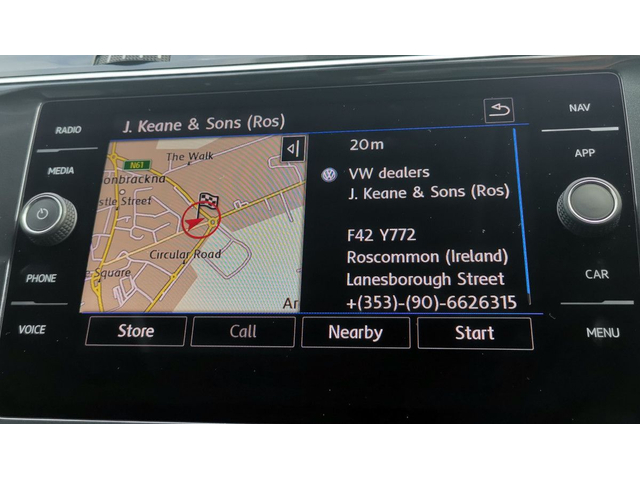 RADIO
MEDIA
PHONE
VOICE
J. Keane & Sons (Ros)
N61
The Walk
onbrackna
stle Street
Circular Road
Square
Ar
20 m
VW dealers
J. Keane & Sons (Ros)
F42 Y772
Roscommon (Ireland)
Lanesborough Street
+(353)-(90)-6626315
Store
Call
Nearby
Start
NAV
APP
CAR
MENU